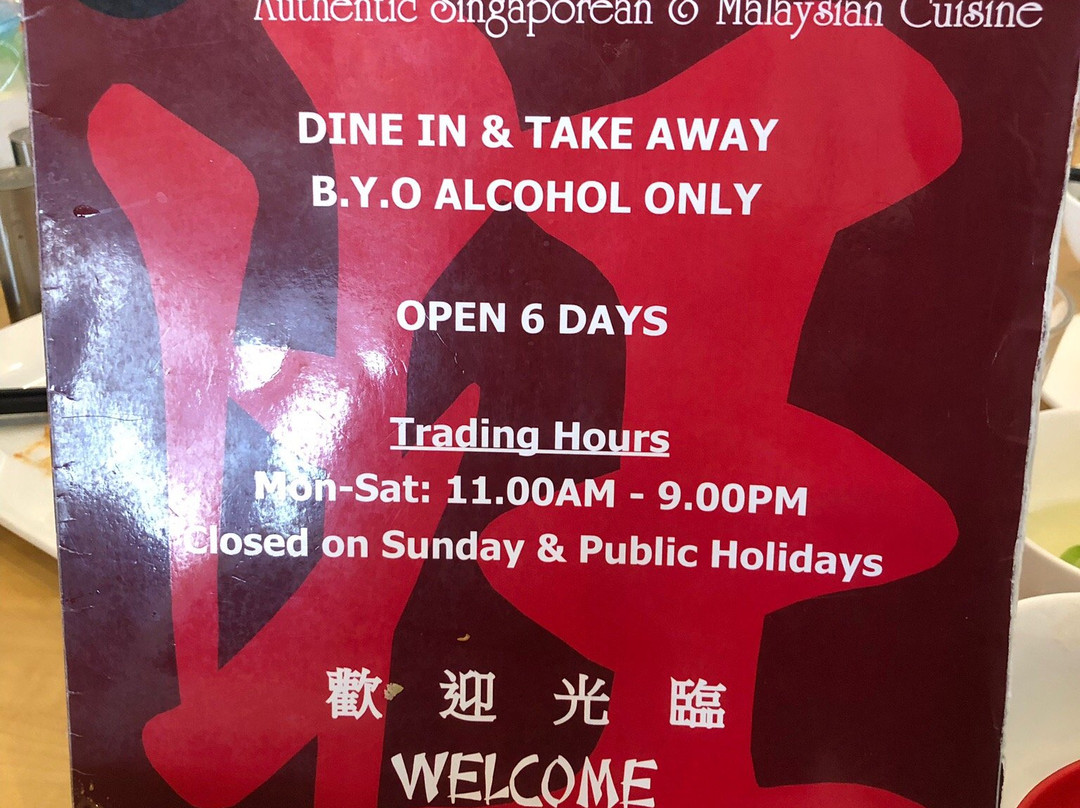 Authentic Singaporean & Malaysian Cuisine
DINE IN & TAKE AWAY
B.Y.O ALCOHOL ONLY
OPEN 6 DAYS
Trading Hours
Mon-Sat: 11.00AM - 9.00PM
Closed on Sunday & Public Holidays
歡迎光臨
WELCOME